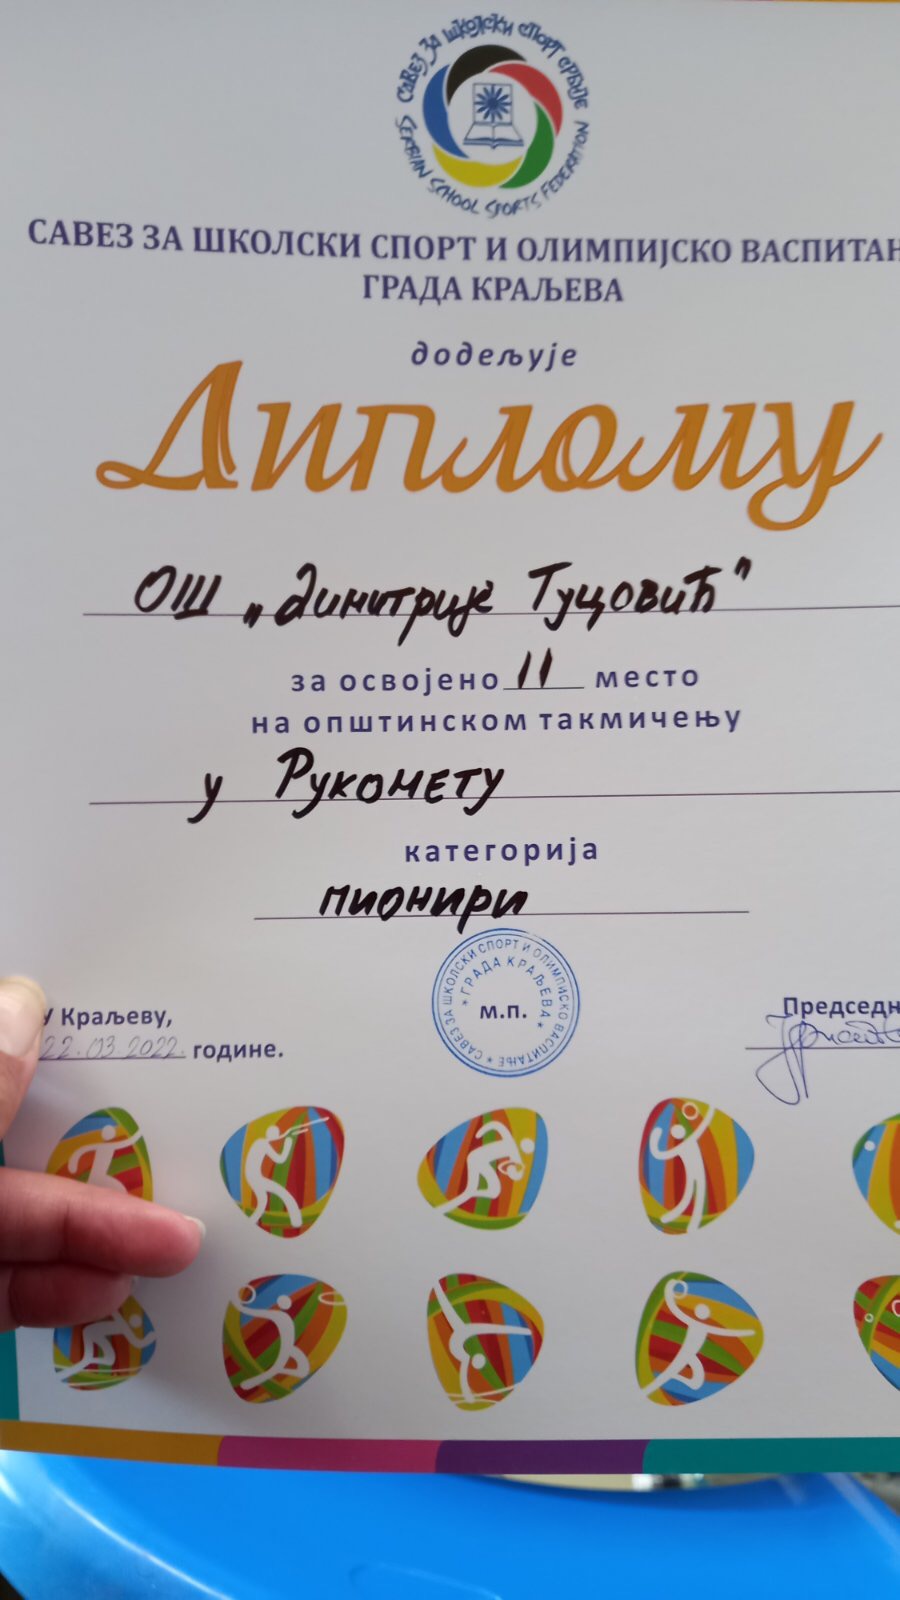 САВЕЗ ЗА ШКОЛСКИ СПОРТ СРБИЈЕ
SERBIAN SCHOOL SPORTS FEDERATION
САВЕЗ ЗА ШКОЛСКИ СПОРТ И ОЛИМПИЈСКО ВАСПИТАН
ГРАДА КРАЉЕВА
додељује
Диплому
ОШ „Димитрије Туцовић"
за освојено II место
на општинском такмичењу
у Рукомету
категорија
пионири
САВЕЗ ЗА ШКОЛСКИ СПОРТ И ОЛИМПИЈСКО ВАСПИТАЊЕ
ГРАДА КРАЉЕВА
М.П.
У Краљеву,
22.03.2022. године.
Председн